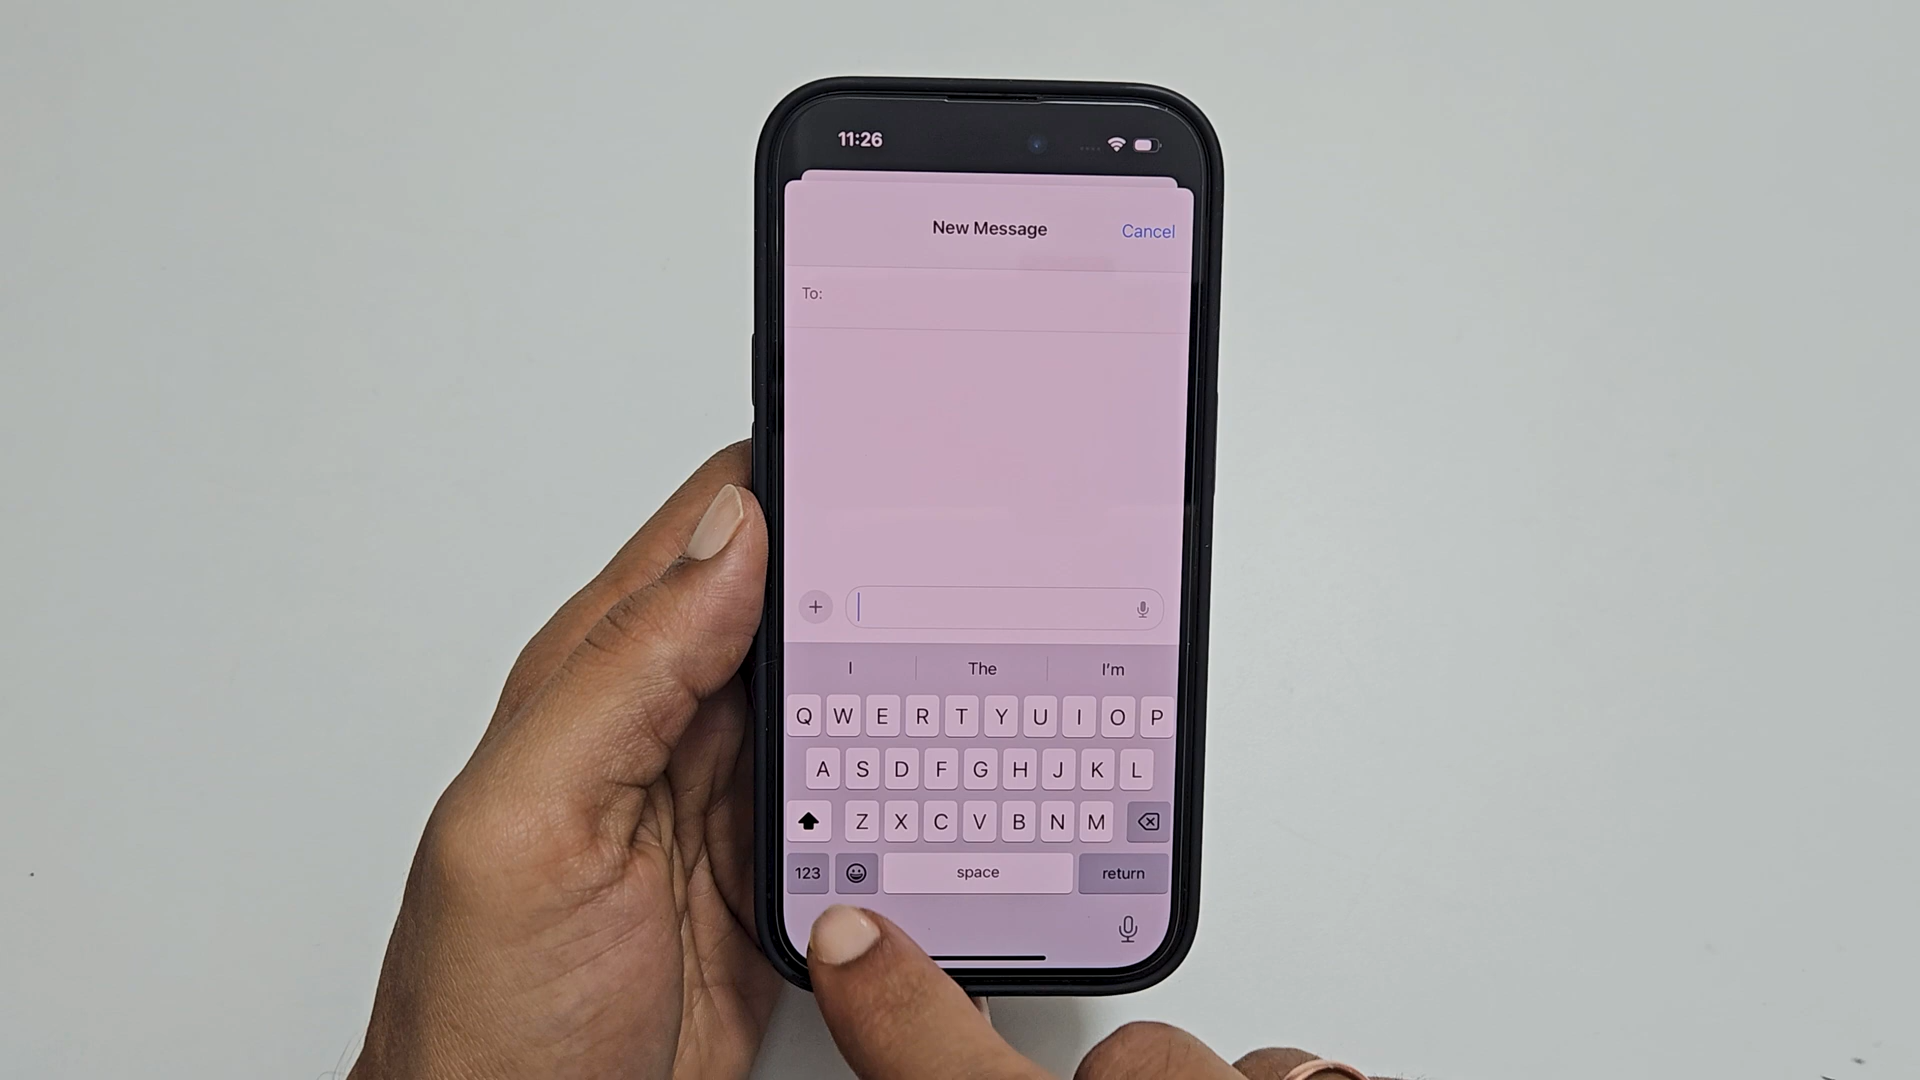 11:26
New Message Cancel
To:
I The I'm
Q W E R T Y U I O P
A S D F G H J K L
Z X C V B N M
123 space return